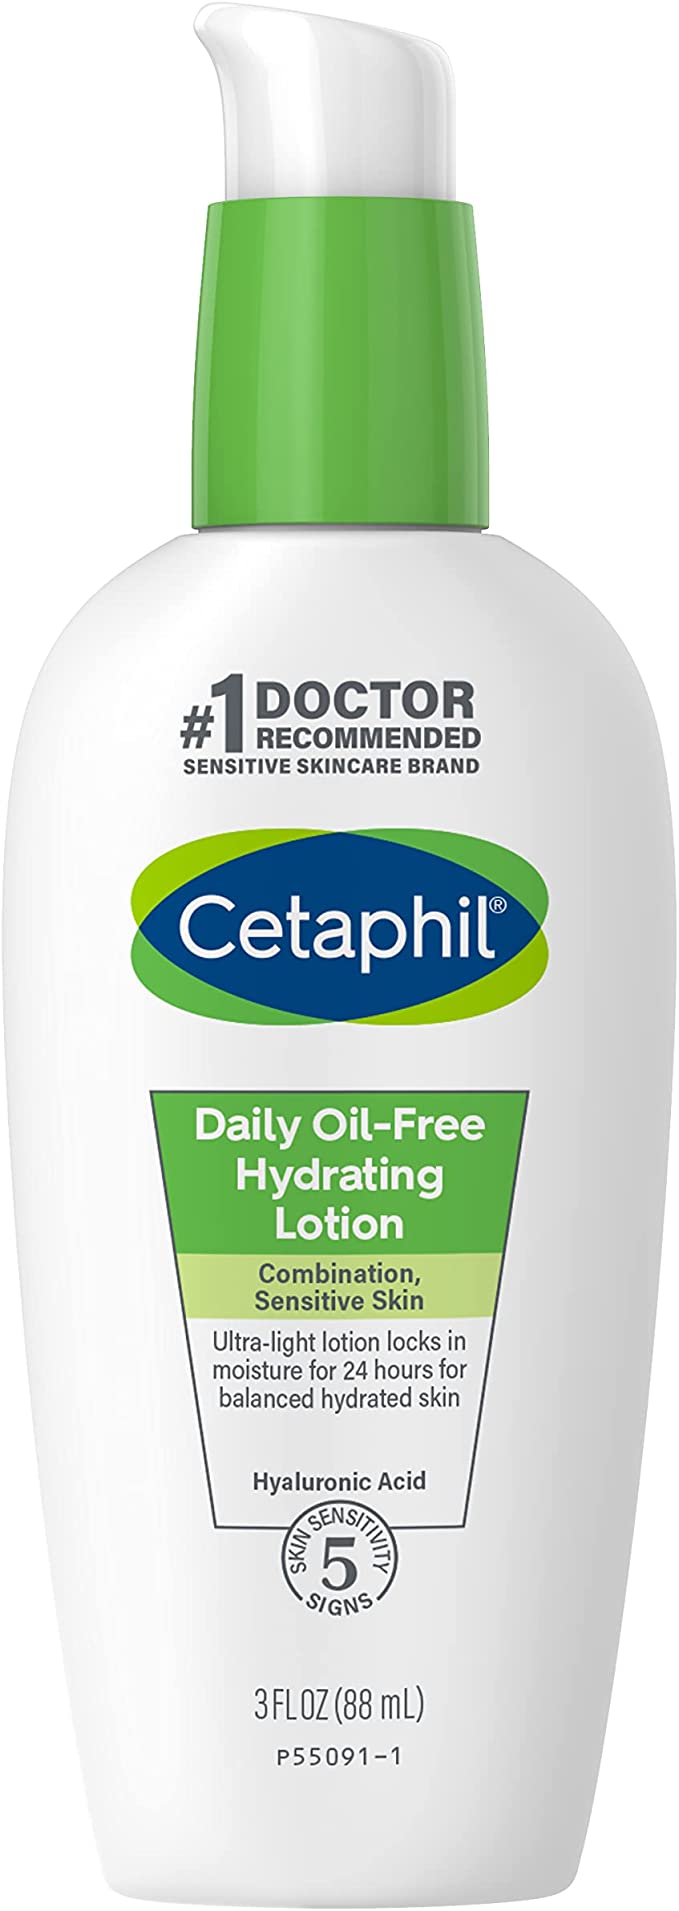 #1 DOCTOR
RECOMMENDED
SENSITIVE SKINCARE BRAND
Cetaphil®
Daily Oil-Free
Hydrating
Lotion
Combination,
Sensitive Skin
Ultra-light lotion locks in
moisture for 24 hours for
balanced hydrated skin
Hyaluronic Acid
SKIN SENSITIVITY
5
SIGNS
3 FL OZ (88 mL)
P55091-1